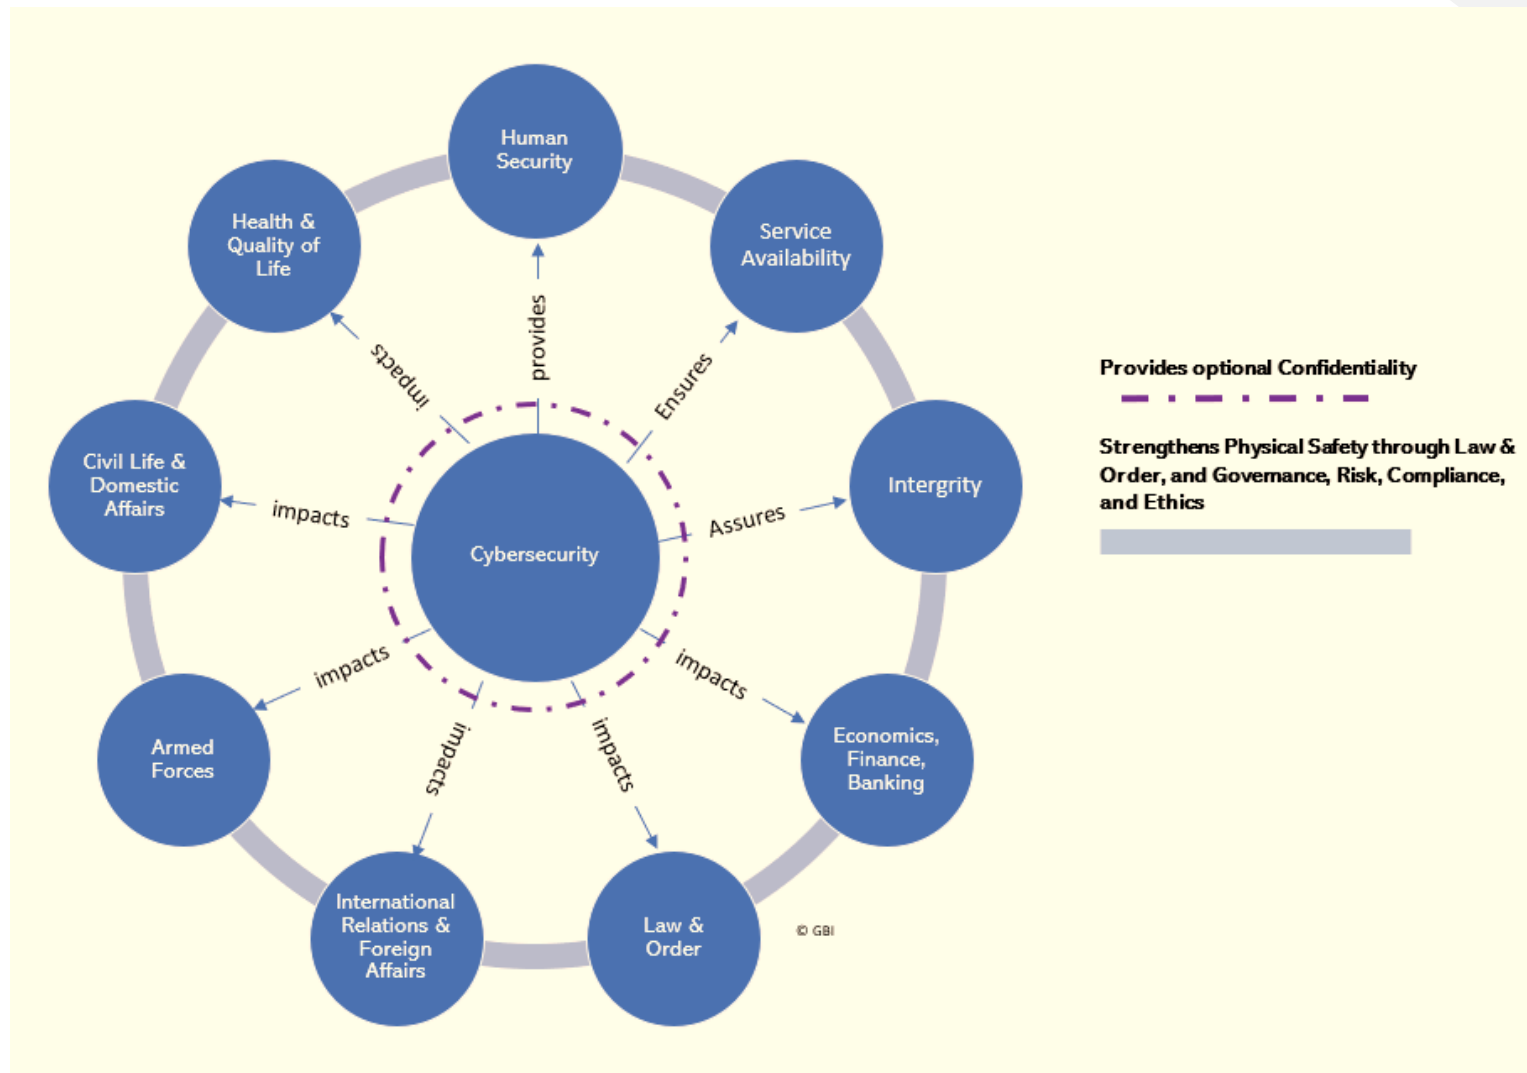 Human
Security
Service
Availability
Intergrity
Economics,
Finance,
Banking
Law &
Order
International
Relations &
Foreign
Affairs
Armed
Forces
Civil Life &
Domestic
Affairs
Health &
Quality of
Life
Cybersecurity
provides
Ensures
Assures
impacts
impacts
impacts
impacts
impacts
impacts
© GBI
Provides optional Confidentiality
Strengthens Physical Safety through Law &
Order, and Governance, Risk, Compliance,
and Ethics